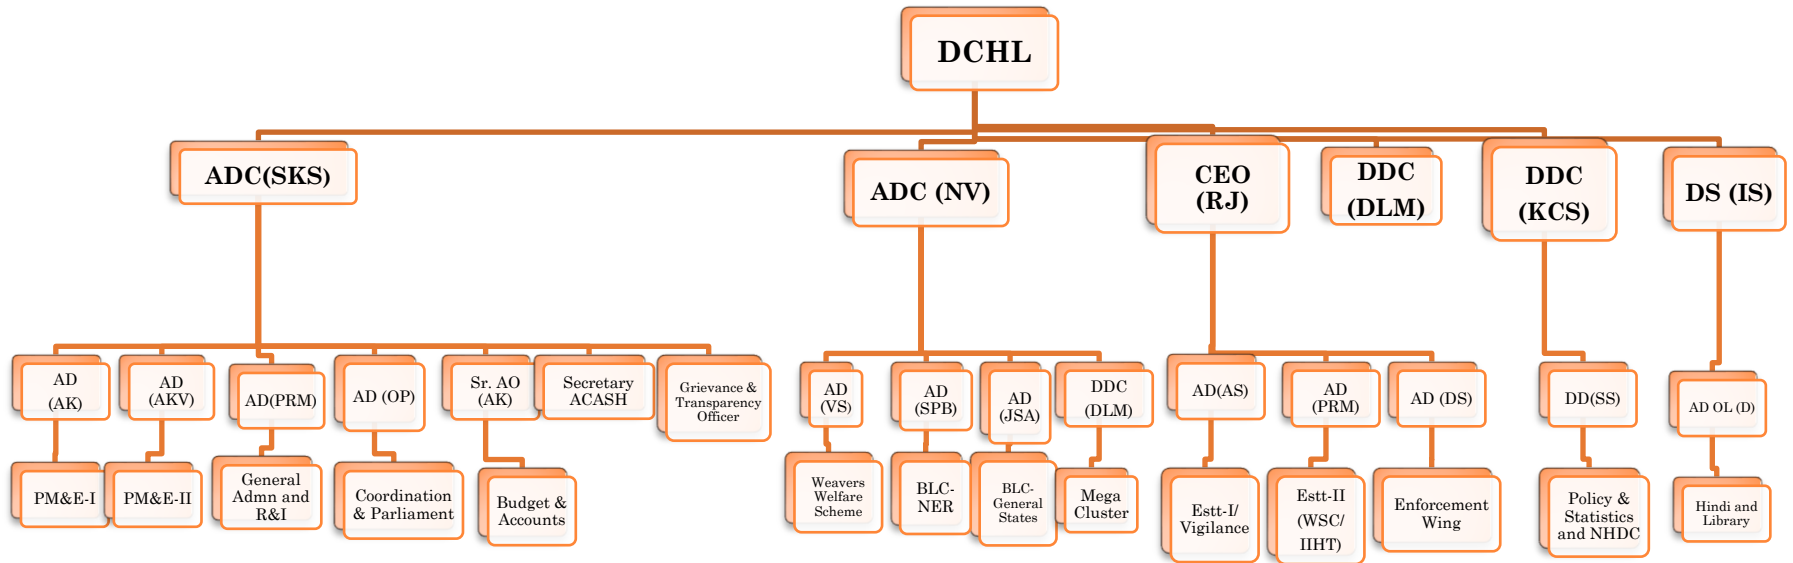 DCHL
ADC(SKS)
ADC (NV)
CEO
(RJ)
DDC
(DLM)
DDC
(KCS)
DS (IS)
AD
(AK)
AD
(AKV)
AD(PRM)
AD (OP)
Sr. AO
(AK)
Secretary
ACASH
Grievance &
Transparency
Officer
AD
(VS)
AD
(SPB)
AD
(JSA)
DDC
(DLM)
AD(AS)
AD
(PRM)
AD (DS)
DD(SS)
AD OL (D)
PM&E-I
PM&E-II
General
Admn and
R&I
Coordination
& Parliament
Budget &
Accounts
Weavers
Welfare
Scheme
BLC-
NER
BLC-
General
States
Mega
Cluster
Estt-I/
Vigilance
Estt-II
(WSC/
IIHT)
Enforcement
Wing
Policy &
Statistics
and NHDC
Hindi and
Library